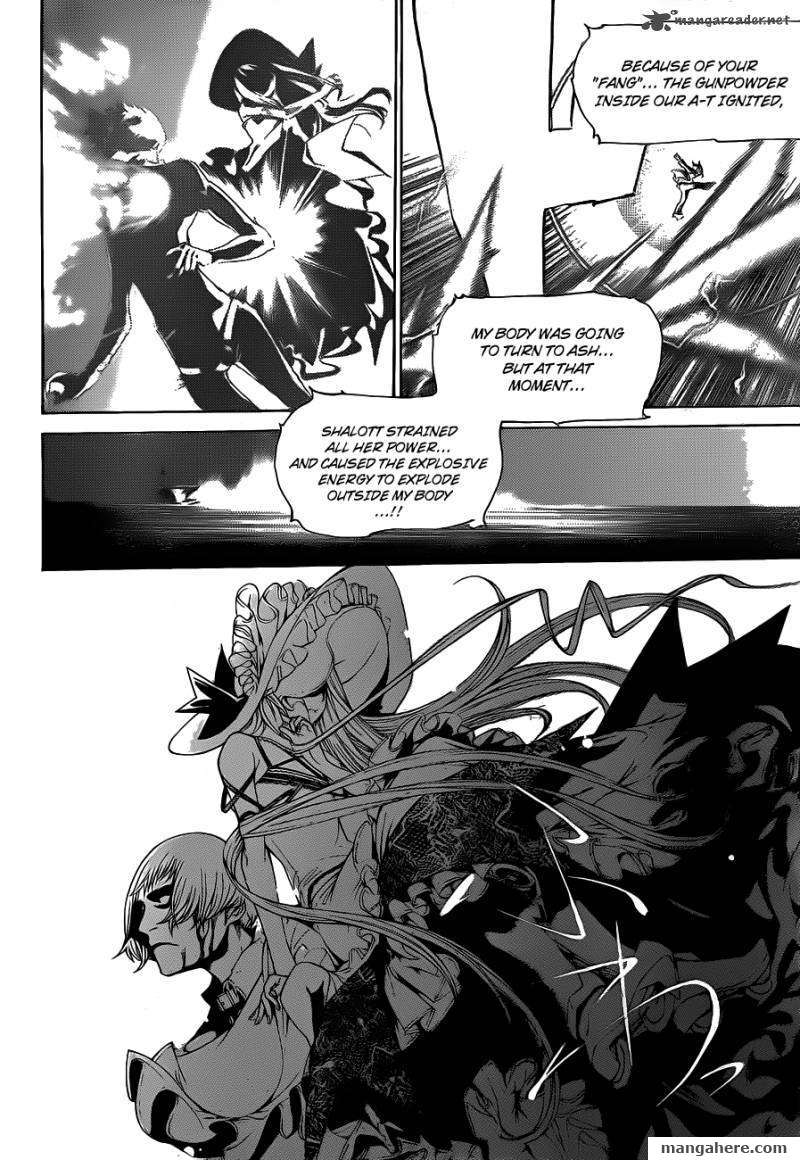 mangareader.net
BECAUSE OF YOUR
"FANG"... THE GUNPOWDER
INSIDE OUR A-T IGNITED,
MY BODY WAS GOING
TO TURN TO ASH...
BUT AT THAT
MOMENT...
SHALOTT STRAINED
ALL HER POWER...
AND CAUSED THE EXPLOSIVE
ENERGY TO EXPLODE
OUTSIDE MY BODY
...!!
mangahere.com